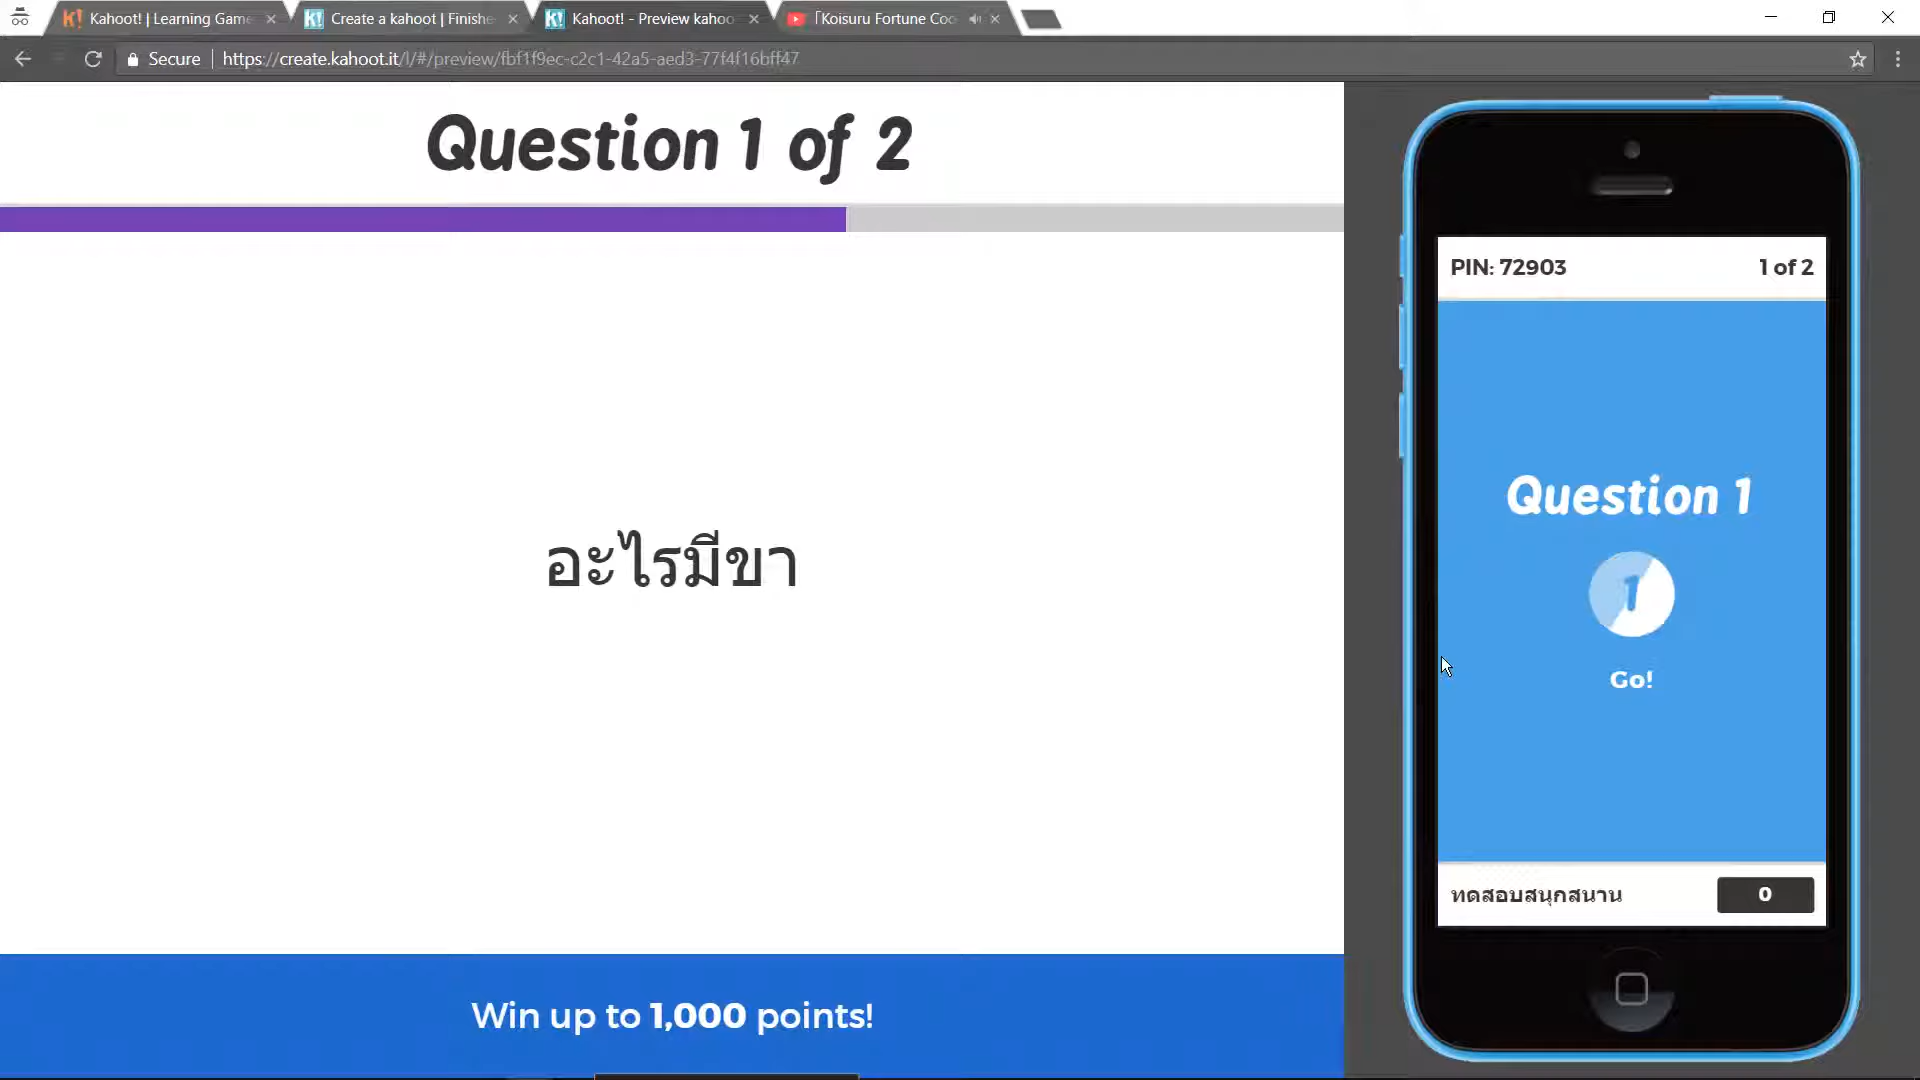 Kahoot! | Learning Game
Create a kahoot | Finishe
Kahoot! - Preview kahoo
「Koisuru Fortune Coo
Secure
https://create.kahoot.it/l/#/preview/fbf1f9ec-c2c1-42a5-aed3-77f4f16bff47
Question 1 of 2
อะไรมีขา
Win up to 1,000 points!
PIN: 72903
1 of 2
Question 1
1
Go!
ทดสอบสนุกสนาน
0